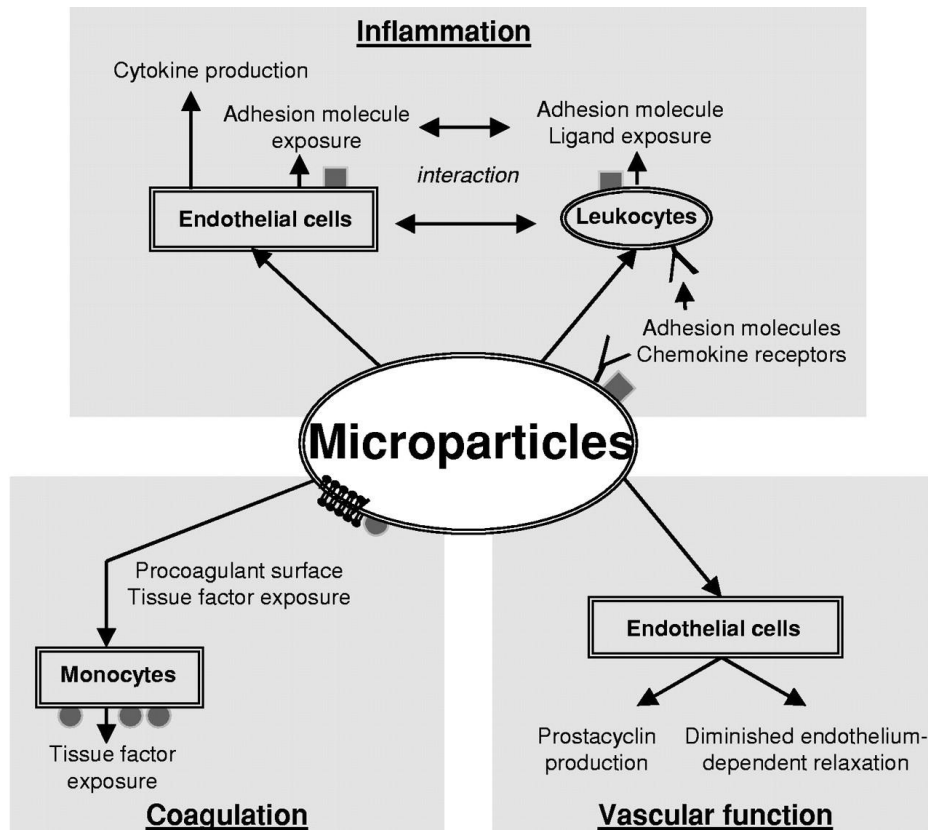 Inflammation
Cytokine production
Adhesion molecule
exposure
Adhesion molecule
Ligand exposure
interaction
Endothelial cells
Leukocytes
Adhesion molecules
Chemokine receptors
Microparticles
Procoagulant surface
Tissue factor exposure
Monocytes
Tissue factor
exposure
Coagulation
Endothelial cells
Prostacyclin
production
Diminished endothelium-
dependent relaxation
Vascular function